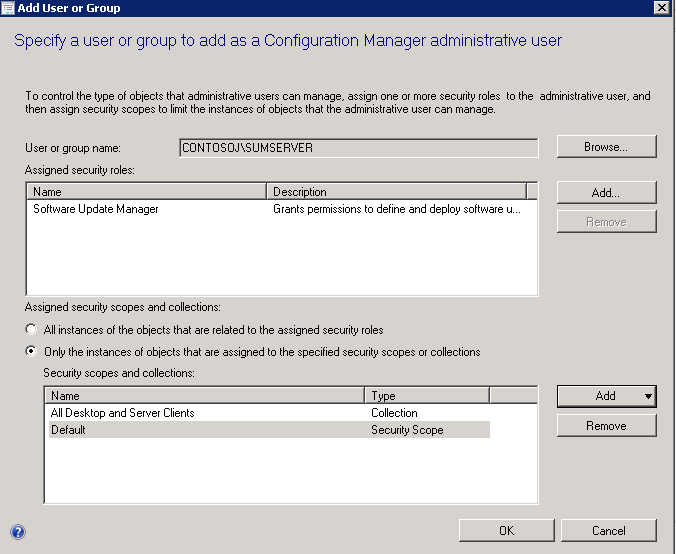 Add User or Group
Specify a user or group to add as a Configuration Manager administrative user
To control the type of objects that administrative users can manage, assign one or more security roles to the administrative user, and
then assign security scopes to limit the instances of objects that the administrative user can manage.
User or group name:
CONTOSOJ\SUMSERVER
Browse...
Assigned security roles:
Name Description
Add...
Software Update Manager Grants permissions to define and deploy software u...
Remove
Assigned security scopes and collections:
All instances of the objects that are related to the assigned security roles
Only the instances of objects that are assigned to the specified security scopes or collections
Security scopes and collections:
Name Type
Add
All Desktop and Server Clients Collection
Default Security Scope
Remove
?
OK
Cancel